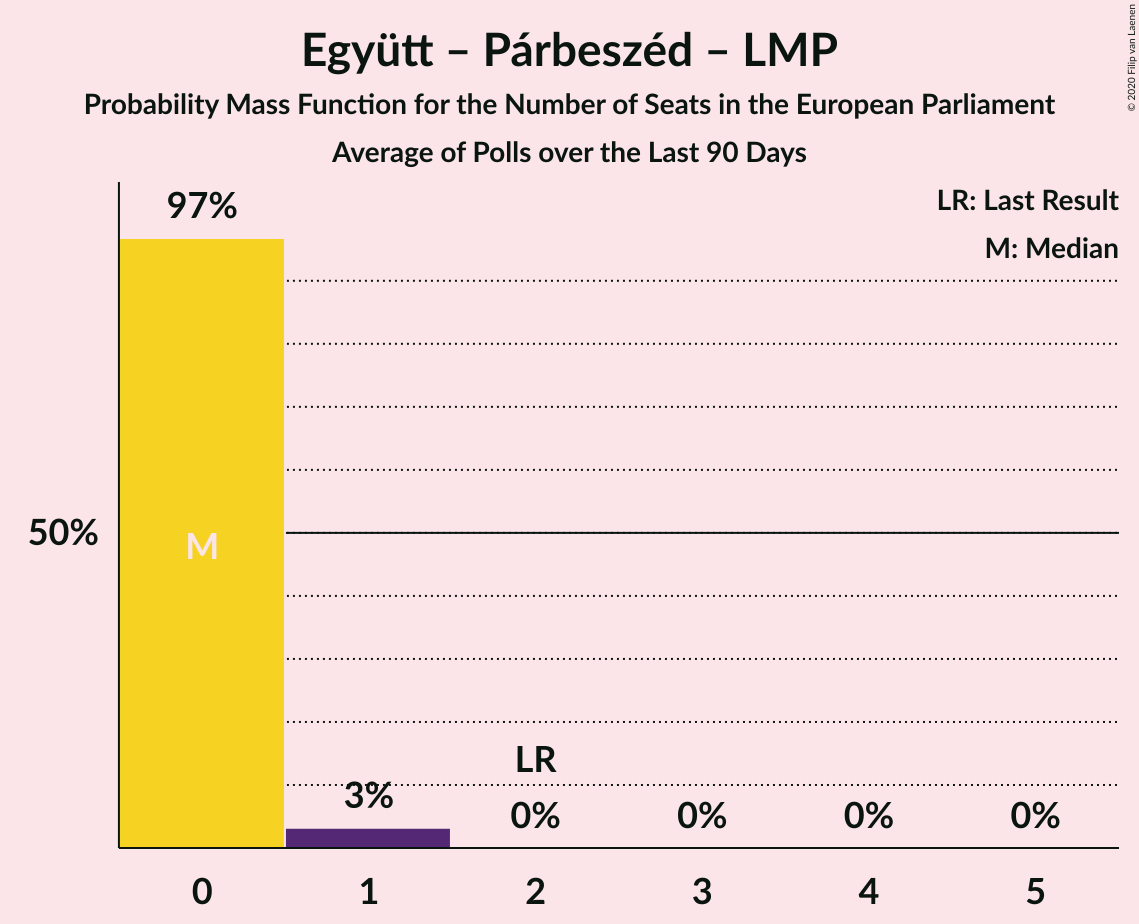 Együtt – Párbeszéd – LMP
Probability Mass Function for the Number of Seats in the European Parliament
Average of Polls over the Last 90 Days
© 2020 Filip van Laenen
LR: Last Result
M: Median
97%
50%
M
LR
3%
0%
0%
0%
0%
0
1
2
3
4
5